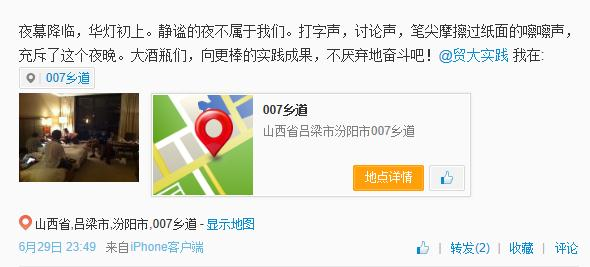 夜幕降临，华灯初上。静谧的夜不属于我们。打字声，讨论声，笔尖摩擦过纸面的嚓嚓声，
充斥了这个夜晚。大酒瓶们，向更棒的实践成果，不厌弃地奋斗吧！@贸大实践 我在:
007乡道
007乡道
山西省吕梁市汾阳市007乡道
地点详情
山西省,吕梁市,汾阳市,007乡道 - 显示地图
6月29日 23:49 来自iPhone客户端
转发(2) | 收藏 | 评论